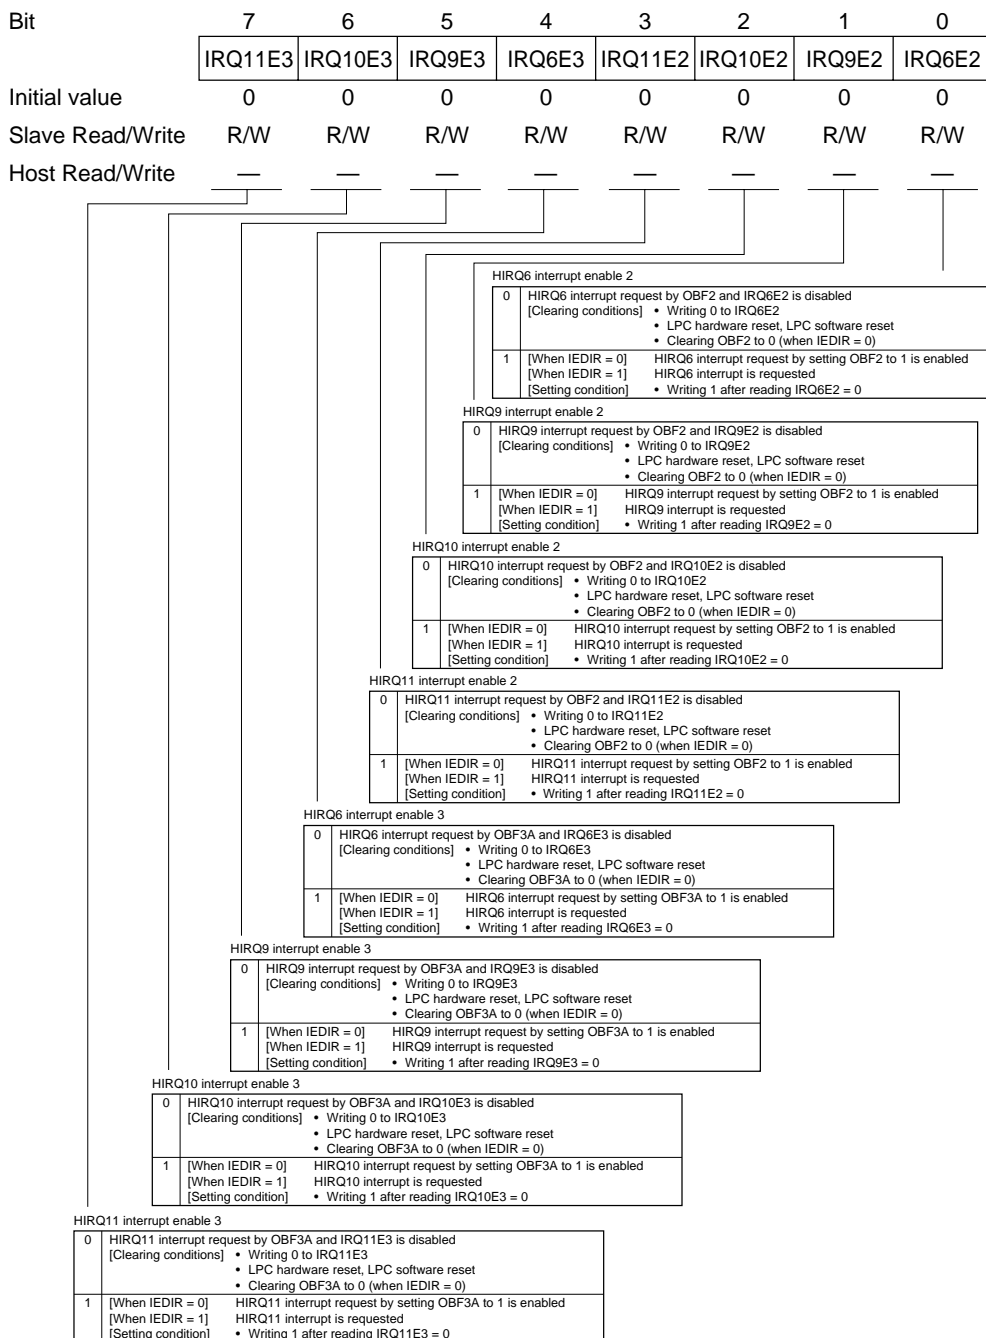 Bit 7 6 5 4 3 2 1 0
IRQ11E3 IRQ10E3 IRQ9E3 IRQ6E3 IRQ11E2 IRQ10E2 IRQ9E2 IRQ6E2
Initial value 0 0 0 0 0 0 0 0
Slave Read/Write R/W R/W R/W R/W R/W R/W R/W R/W
Host Read/Write — — — — — — — —
HIRQ6 interrupt enable 2
0 HIRQ6 interrupt request by OBF2 and IRQ6E2 is disabled
[Clearing conditions] • Writing 0 to IRQ6E2
• LPC hardware reset, LPC software reset
• Clearing OBF2 to 0 (when IEDIR = 0)
1 [When IEDIR = 0] HIRQ6 interrupt request by setting OBF2 to 1 is enabled
[When IEDIR = 1] HIRQ6 interrupt is requested
[Setting condition] • Writing 1 after reading IRQ6E2 = 0
HIRQ9 interrupt enable 2
0 HIRQ9 interrupt request by OBF2 and IRQ9E2 is disabled
[Clearing conditions] • Writing 0 to IRQ9E2
• LPC hardware reset, LPC software reset
• Clearing OBF2 to 0 (when IEDIR = 0)
1 [When IEDIR = 0] HIRQ9 interrupt request by setting OBF2 to 1 is enabled
[When IEDIR = 1] HIRQ9 interrupt is requested
[Setting condition] • Writing 1 after reading IRQ9E2 = 0
HIRQ10 interrupt enable 2
0 HIRQ10 interrupt request by OBF2 and IRQ10E2 is disabled
[Clearing conditions] • Writing 0 to IRQ10E2
• LPC hardware reset, LPC software reset
• Clearing OBF2 to 0 (when IEDIR = 0)
1 [When IEDIR = 0] HIRQ10 interrupt request by setting OBF2 to 1 is enabled
[When IEDIR = 1] HIRQ10 interrupt is requested
[Setting condition] • Writing 1 after reading IRQ10E2 = 0
HIRQ11 interrupt enable 2
0 HIRQ11 interrupt request by OBF2 and IRQ11E2 is disabled
[Clearing conditions] • Writing 0 to IRQ11E2
• LPC hardware reset, LPC software reset
• Clearing OBF2 to 0 (when IEDIR = 0)
1 [When IEDIR = 0] HIRQ11 interrupt request by setting OBF2 to 1 is enabled
[When IEDIR = 1] HIRQ11 interrupt is requested
[Setting condition] • Writing 1 after reading IRQ11E2 = 0
HIRQ6 interrupt enable 3
0 HIRQ6 interrupt request by OBF3A and IRQ6E3 is disabled
[Clearing conditions] • Writing 0 to IRQ6E3
• LPC hardware reset, LPC software reset
• Clearing OBF3A to 0 (when IEDIR = 0)
1 [When IEDIR = 0] HIRQ6 interrupt request by setting OBF3A to 1 is enabled
[When IEDIR = 1] HIRQ6 interrupt is requested
[Setting condition] • Writing 1 after reading IRQ6E3 = 0
HIRQ9 interrupt enable 3
0 HIRQ9 interrupt request by OBF3A and IRQ9E3 is disabled
[Clearing conditions] • Writing 0 to IRQ9E3
• LPC hardware reset, LPC software reset
• Clearing OBF3A to 0 (when IEDIR = 0)
1 [When IEDIR = 0] HIRQ9 interrupt request by setting OBF3A to 1 is enabled
[When IEDIR = 1] HIRQ9 interrupt is requested
[Setting condition] • Writing 1 after reading IRQ9E3 = 0
HIRQ10 interrupt enable 3
0 HIRQ10 interrupt request by OBF3A and IRQ10E3 is disabled
[Clearing conditions] • Writing 0 to IRQ10E3
• LPC hardware reset, LPC software reset
• Clearing OBF3A to 0 (when IEDIR = 0)
1 [When IEDIR = 0] HIRQ10 interrupt request by setting OBF3A to 1 is enabled
[When IEDIR = 1] HIRQ10 interrupt is requested
[Setting condition] • Writing 1 after reading IRQ10E3 = 0
HIRQ11 interrupt enable 3
0 HIRQ11 interrupt request by OBF3A and IRQ11E3 is disabled
[Clearing conditions] • Writing 0 to IRQ11E3
• LPC hardware reset, LPC software reset
• Clearing OBF3A to 0 (when IEDIR = 0)
1 [When IEDIR = 0] HIRQ11 interrupt request by setting OBF3A to 1 is enabled
[When IEDIR = 1] HIRQ11 interrupt is requested
[Setting condition] • Writing 1 after reading IRQ11E3 = 0